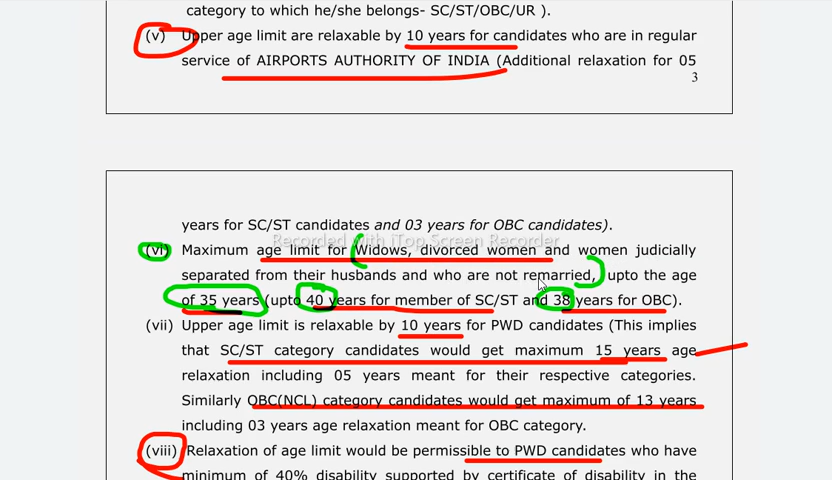 category to which he/she belongs- SC/ST/OBC/UR ).
(v) Upper age limit are relaxable by 10 years for candidates who are in regular
service of AIRPORTS AUTHORITY OF INDIA (Additional relaxation for 05
3
years for SC/ST candidates and 03 years for OBC candidates).
Recorded with iTop Screen Recorder
(vi) Maximum age limit for Widows, divorced women and women judicially
separated from their husbands and who are not remarried, upto the age
of 35 years (upto 40 years for member of SC/ST and 38 years for OBC).
(vii) Upper age limit is relaxable by 10 years for PWD candidates (This implies
that SC/ST category candidates would get maximum 15 years age
relaxation including 05 years meant for their respective categories.
Similarly OBC(NCL) category candidates would get maximum of 13 years
including 03 years age relaxation meant for OBC category.
(viii) Relaxation of age limit would be permissible to PWD candidates who have
minimum of 40% disability supported by certificate of disability in the